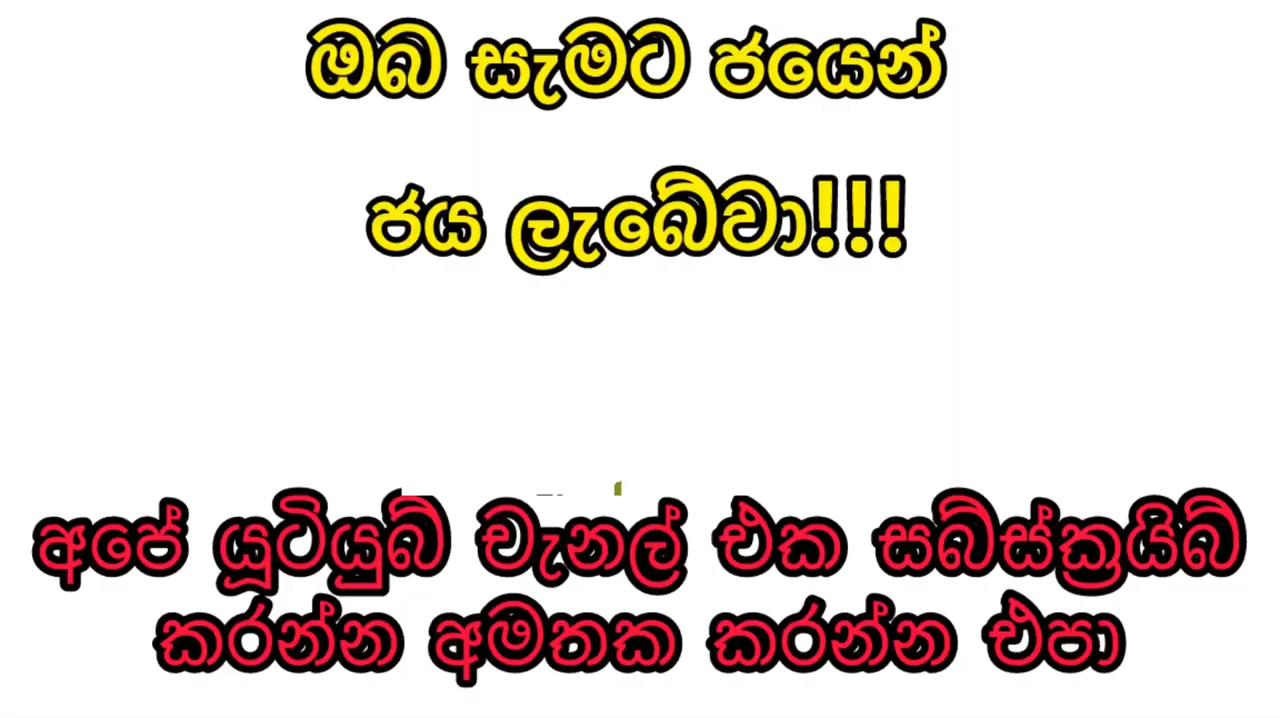 ඔබ සැමට ජයෙන්
ජය ලැබේවා!!!
අපේ යූටියුබ් චැනල් එක සබ්ස්ක්‍රයිබ්
කරන්න අමතක කරන්න එපා